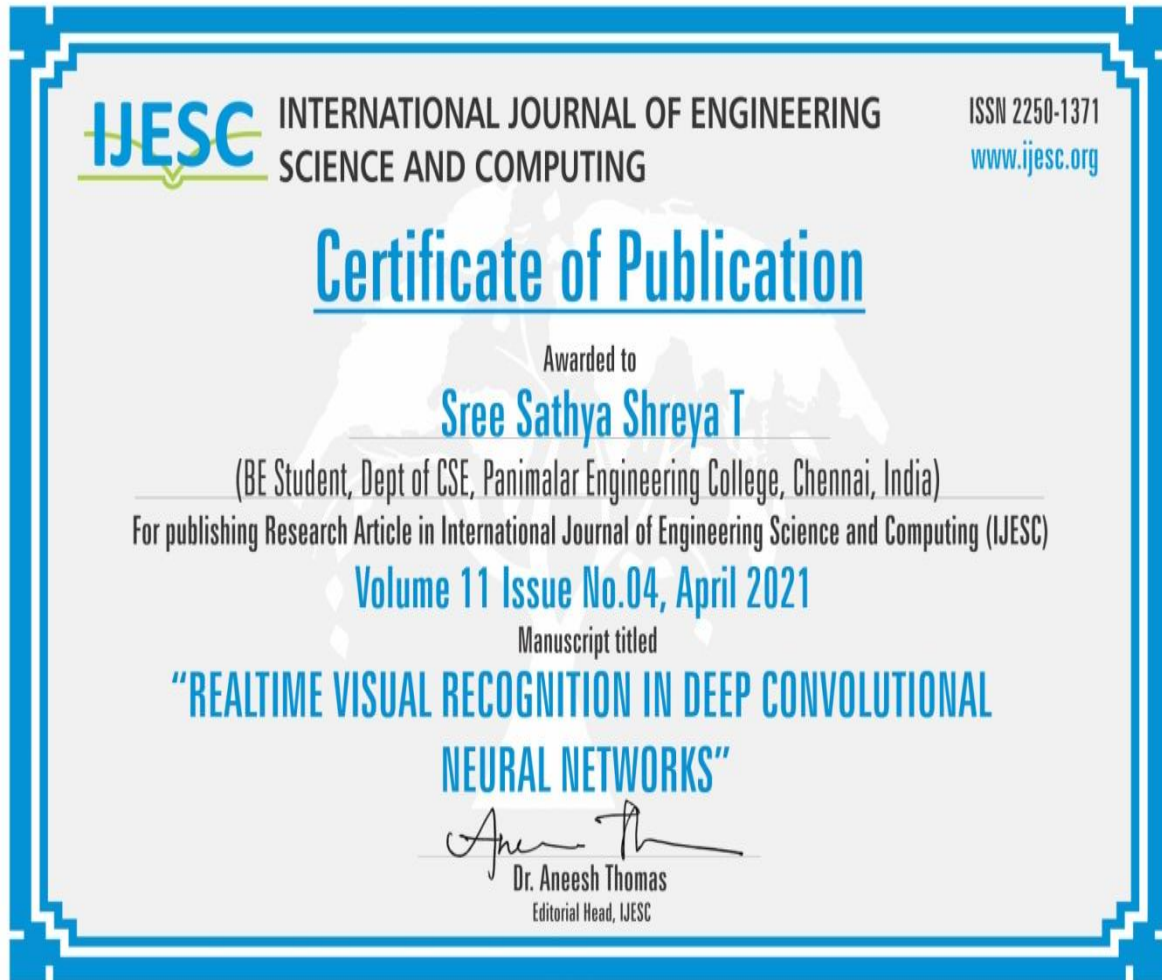 IJESC
INTERNATIONAL JOURNAL OF ENGINEERING
SCIENCE AND COMPUTING
ISSN 2250-1371
www.ijesc.org
Certificate of Publication
Awarded to
Sree Sathya Shreya T
(BE Student, Dept of CSE, Panimalar Engineering College, Chennai, India)
For publishing Research Article in International Journal of Engineering Science and Computing (IJESC)
Volume 11 Issue No.04, April 2021
Manuscript titled
“REALTIME VISUAL RECOGNITION IN DEEP CONVOLUTIONAL
NEURAL NETWORKS”
Dr. Aneesh Thomas
Editorial Head, IJESC